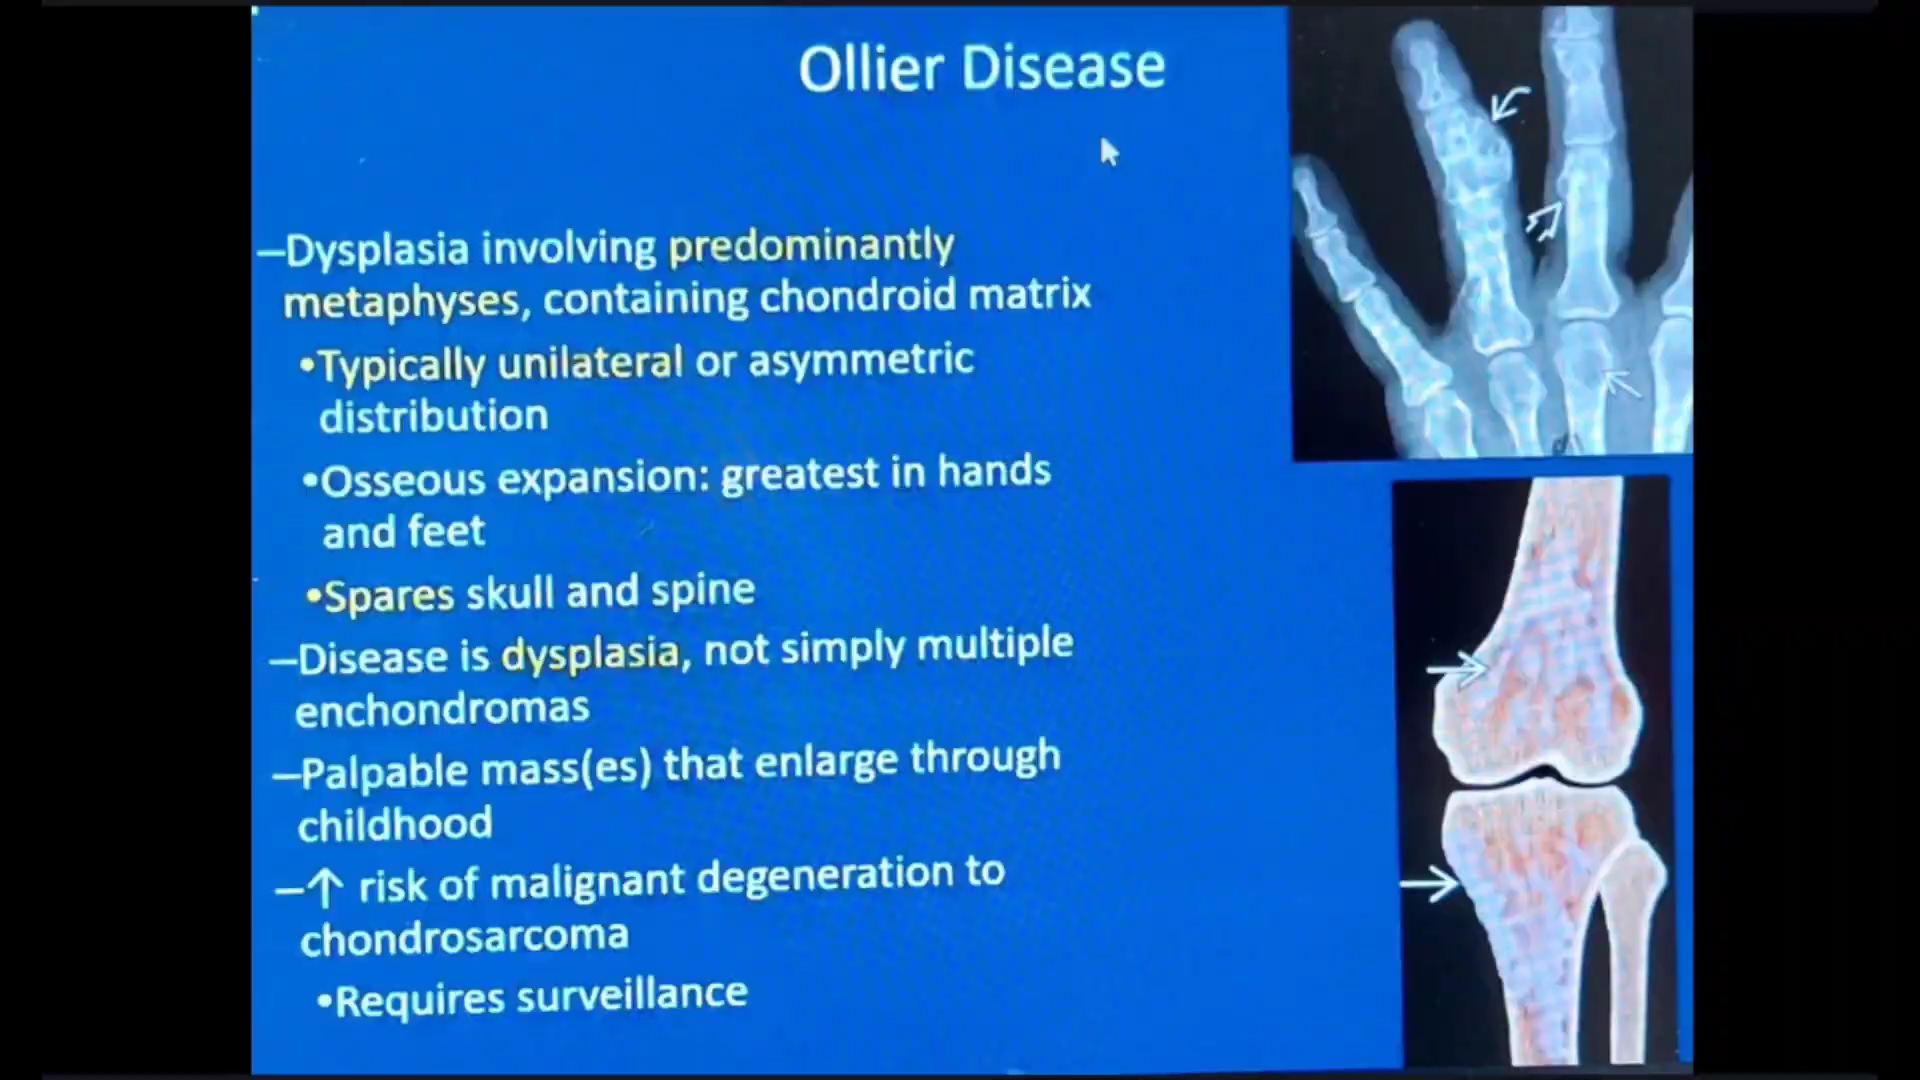 Ollier Disease
–Dysplasia involving predominantly
metaphyses, containing chondroid matrix
•Typically unilateral or asymmetric
distribution
•Osseous expansion: greatest in hands
and feet
•Spares skull and spine
–Disease is dysplasia, not simply multiple
enchondromas
–Palpable mass(es) that enlarge through
childhood
–↑ risk of malignant degeneration to
chondrosarcoma
•Requires surveillance